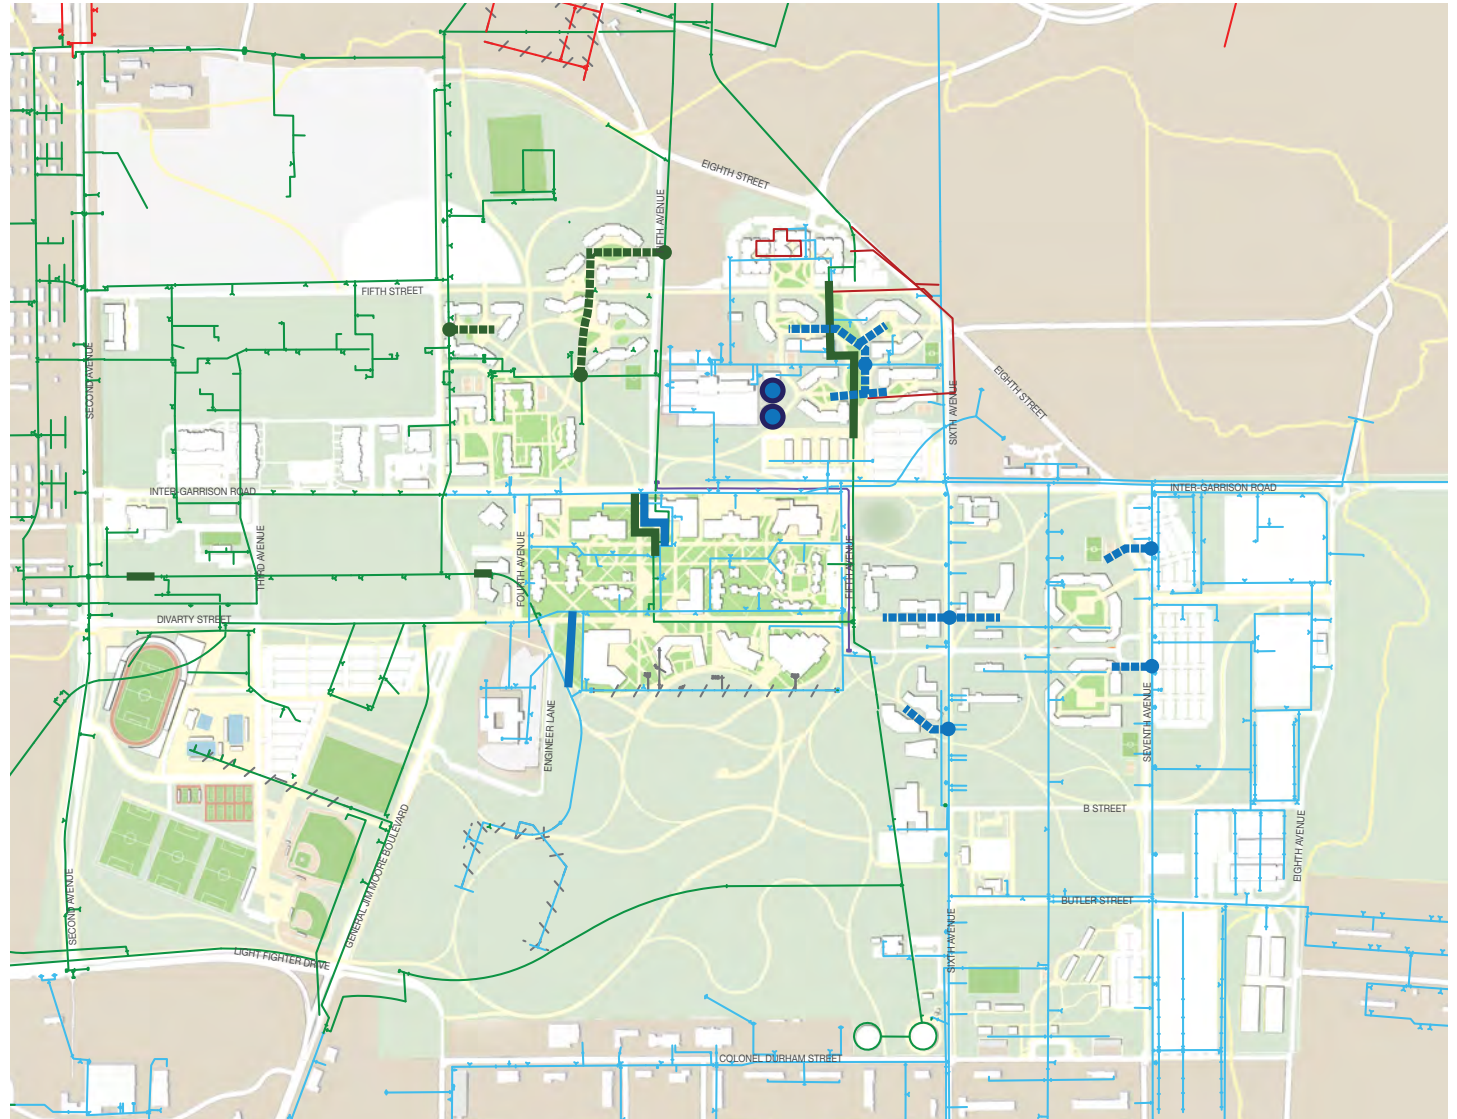 EIGHTH STREET
FIFTH AVENUE
FIFTH STREET
SECOND AVENUE
EIGHTH STREET
SIXTH AVENUE
INTER-GARRISON ROAD
INTER-GARRISON ROAD
THIRD AVENUE
FOURTH AVENUE
FIFTH AVENUE
DIVARTY STREET
ENGINEER LANE
SEVENTH AVENUE
B STREET
GENERAL JIM MOORE BOULEVARD
EIGHTH AVENUE
SECOND AVENUE
BUTLER STREET
SIXTH AVENUE
LIGHT FIGHTER DRIVE
COLONEL DURHAM STREET